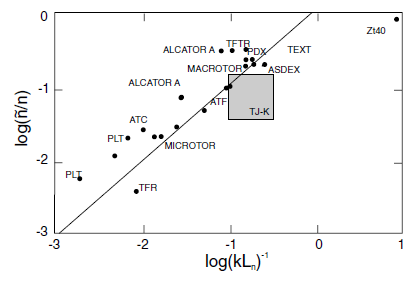 0
Zt40
ALCATOR A
TFTR
PDX
TEXT
MACROTOR
ASDEX
-1
ALCATOR A
ATF
TJ-K
ATC
PLT
MICROTOR
-2
PLT
TFR
-3
-3
-2
-1
0
1
log(ñ/n)
log(kLn)-1